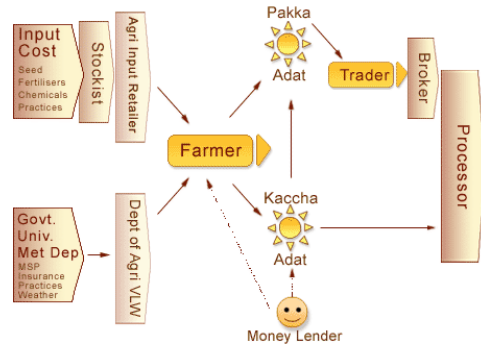 Input
Cost
Seed
Fertilisers
Chemicals
Practices
Stockist
Agri Input Retailer
Pakka
Adat
Trader
Broker
Processor
Farmer
Govt.
Univ.
Met Dep
MSP
Insurance
Practices
Weather
Dept of Agri VLW
Kaccha
Adat
Money Lender